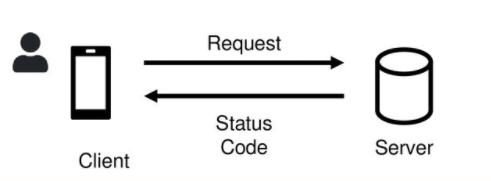 Request
Status
Code
Client
Server